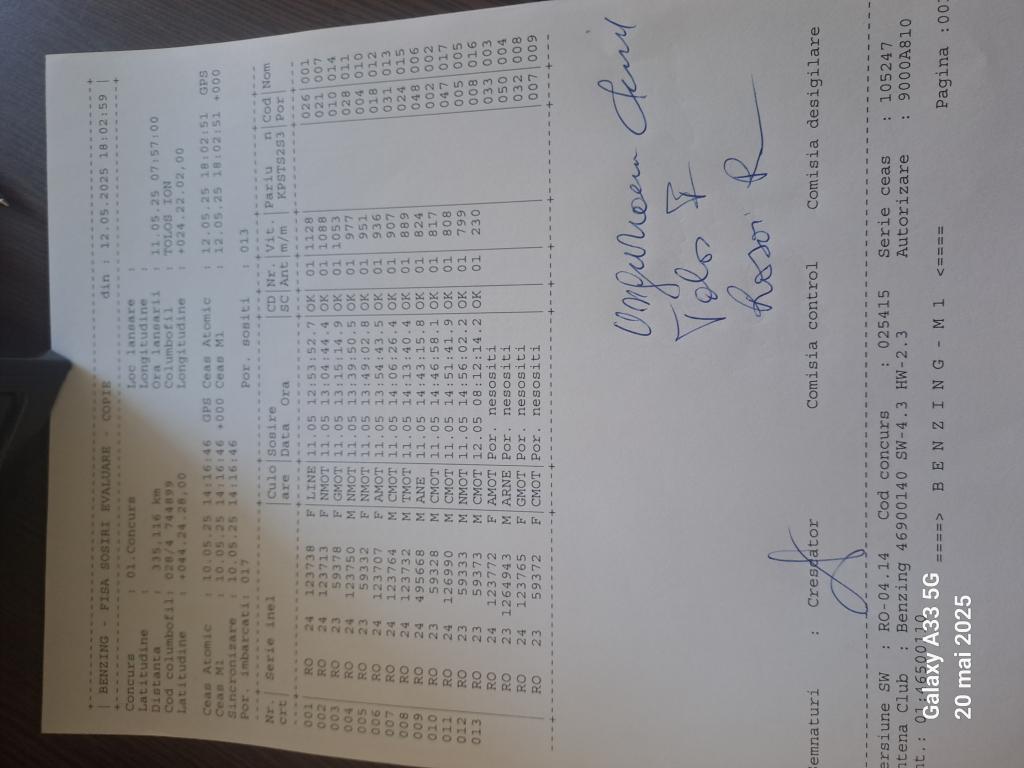 BENZING - FISA SOSIRI EVALUARE - COPIE din : 12.05.2025 18:02:59
Concurs : 01.Concurs Loc lansare :
Latitudine : Longitudine :
Distanta : 335,116 km Ora lansarii : 11.05.25 07:57:00
Cod columbofil: 028/4 744899 Columbofil : TOLOS ION
Latitudine : +044.24.28,00 Longitudine : +024.22.02,00
Ceas Atomic : 10.05.25 14:16:46 GPS Ceas Atomic : 12.05.25 18:02:51 GPS
Ceas M1 : 10.05.25 14:16:46 +000 Ceas M1 : 12.05.25 18:02:51 +000
Sincronizare : 10.05.25 14:16:46
Por. imbarcati: 017 Por. sositi : 013
Nr. Serie inel Culo Sosire CD Nr. Vit. Pariu - n Cod Nom
crt are Data Ora SC Ant m/m KPSTS2S3 Por
001 RO 24 123738 F LINE 11.05 12:53:52.7 OK 01 1128 026 001
002 RO 24 123713 F NMOT 11.05 13:04:44.4 OK 01 1088 021 007
003 RO 23 59378 F GMOT 11.05 13:15:14.9 OK 01 1053 010 014
004 RO 24 123750 M NMOT 11.05 13:39:50.5 OK 01 977 028 011
005 RO 23 59332 F NMOT 11.05 13:49:02.8 OK 01 951 004 010
006 RO 24 123707 F AMOT 11.05 13:54:43.5 OK 01 936 018 012
007 RO 24 123764 M CMOT 11.05 14:06:26.4 OK 01 907 031 013
008 RO 24 123732 M TMOT 11.05 14:13:40.4 OK 01 889 024 015
009 RO 24 495668 M ANE 11.05 14:43:15.8 OK 01 824 048 006
010 RO 23 59328 M CMOT 11.05 14:46:58.1 OK 01 817 002 002
011 RO 24 126990 M CMOT 11.05 14:51:41.9 OK 01 808 047 017
012 RO 23 59333 M NMOT 11.05 14:56:02.2 OK 01 799 005 005
013 RO 23 59373 M CMOT 12.05 08:12:14.2 OK 01 230 008 016
RO 24 123772 F AMOT Por. nesositi 033 003
RO 23 1264943 M ARNE Por. nesositi 050 004
RO 24 123765 F GMOT Por. nesositi 032 008
RO 23 59372 F CMOT Por. nesositi 007 009
Tolos I
Rosoi R
Semnaturi : Crescator Comisia control Comisia desigilare
ersiune SW : RO-04.14 Cod concurs : 025415 Serie ceas : 105247
ntena Club : Benzing 46900140 SW-4.3 HW-2.3 Autorizare : 9000A810
nt.: 01:46500110
====> B E N Z I N G - M 1 <==== Pagina :00
Galaxy A33 5G
20 mai 2025